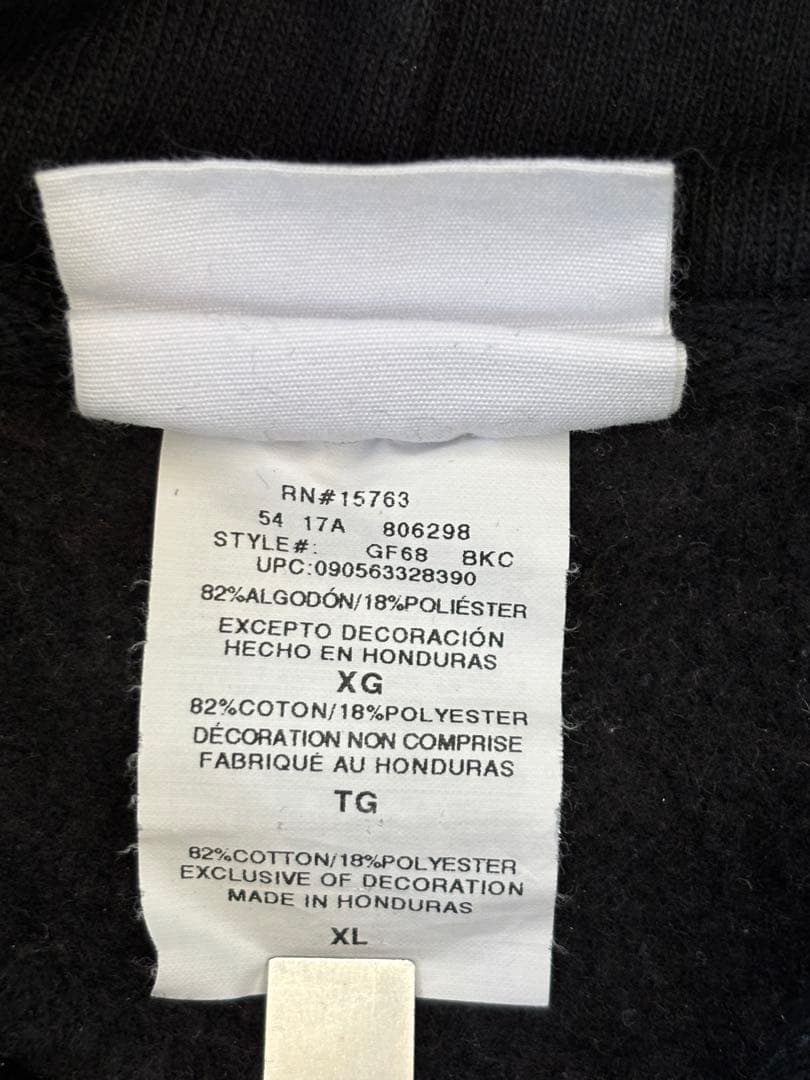 RN#15763
54 17A 806298
STYLE#: GF68 BKC
UPC:090563328390
82%ALGODÓN/18%POLIÉSTER
EXCEPTO DECORACIÓN
HECHO EN HONDURAS
XG
82%COTON/18%POLYESTER
DÉCORATION NON COMPRISE
FABRIQUÉ AU HONDURAS
TG
82%COTTON/18%POLYESTER
EXCLUSIVE OF DECORATION
MADE IN HONDURAS
XL